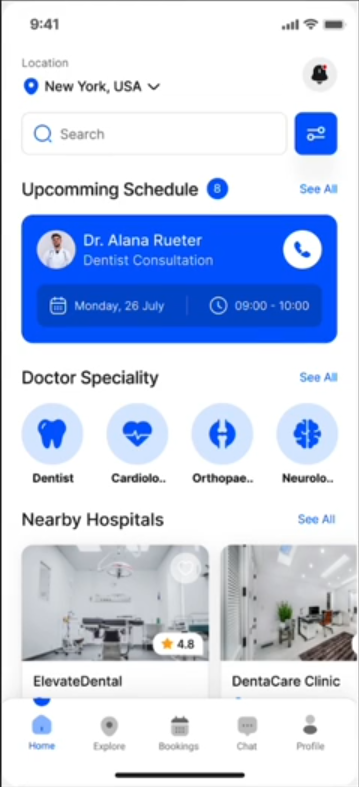 9:41
Location
New York, USA
Search
Upcomming Schedule 8 See All
Dr. Alana Rueter
Dentist Consultation
Monday, 26 July 09:00 - 10:00
Doctor Speciality See All
Dentist Cardiolo.. Orthopae.. Neurolo..
Nearby Hospitals See All
4.8
ElevateDental DentaCare Clinic
Home Explore Bookings Chat Profile